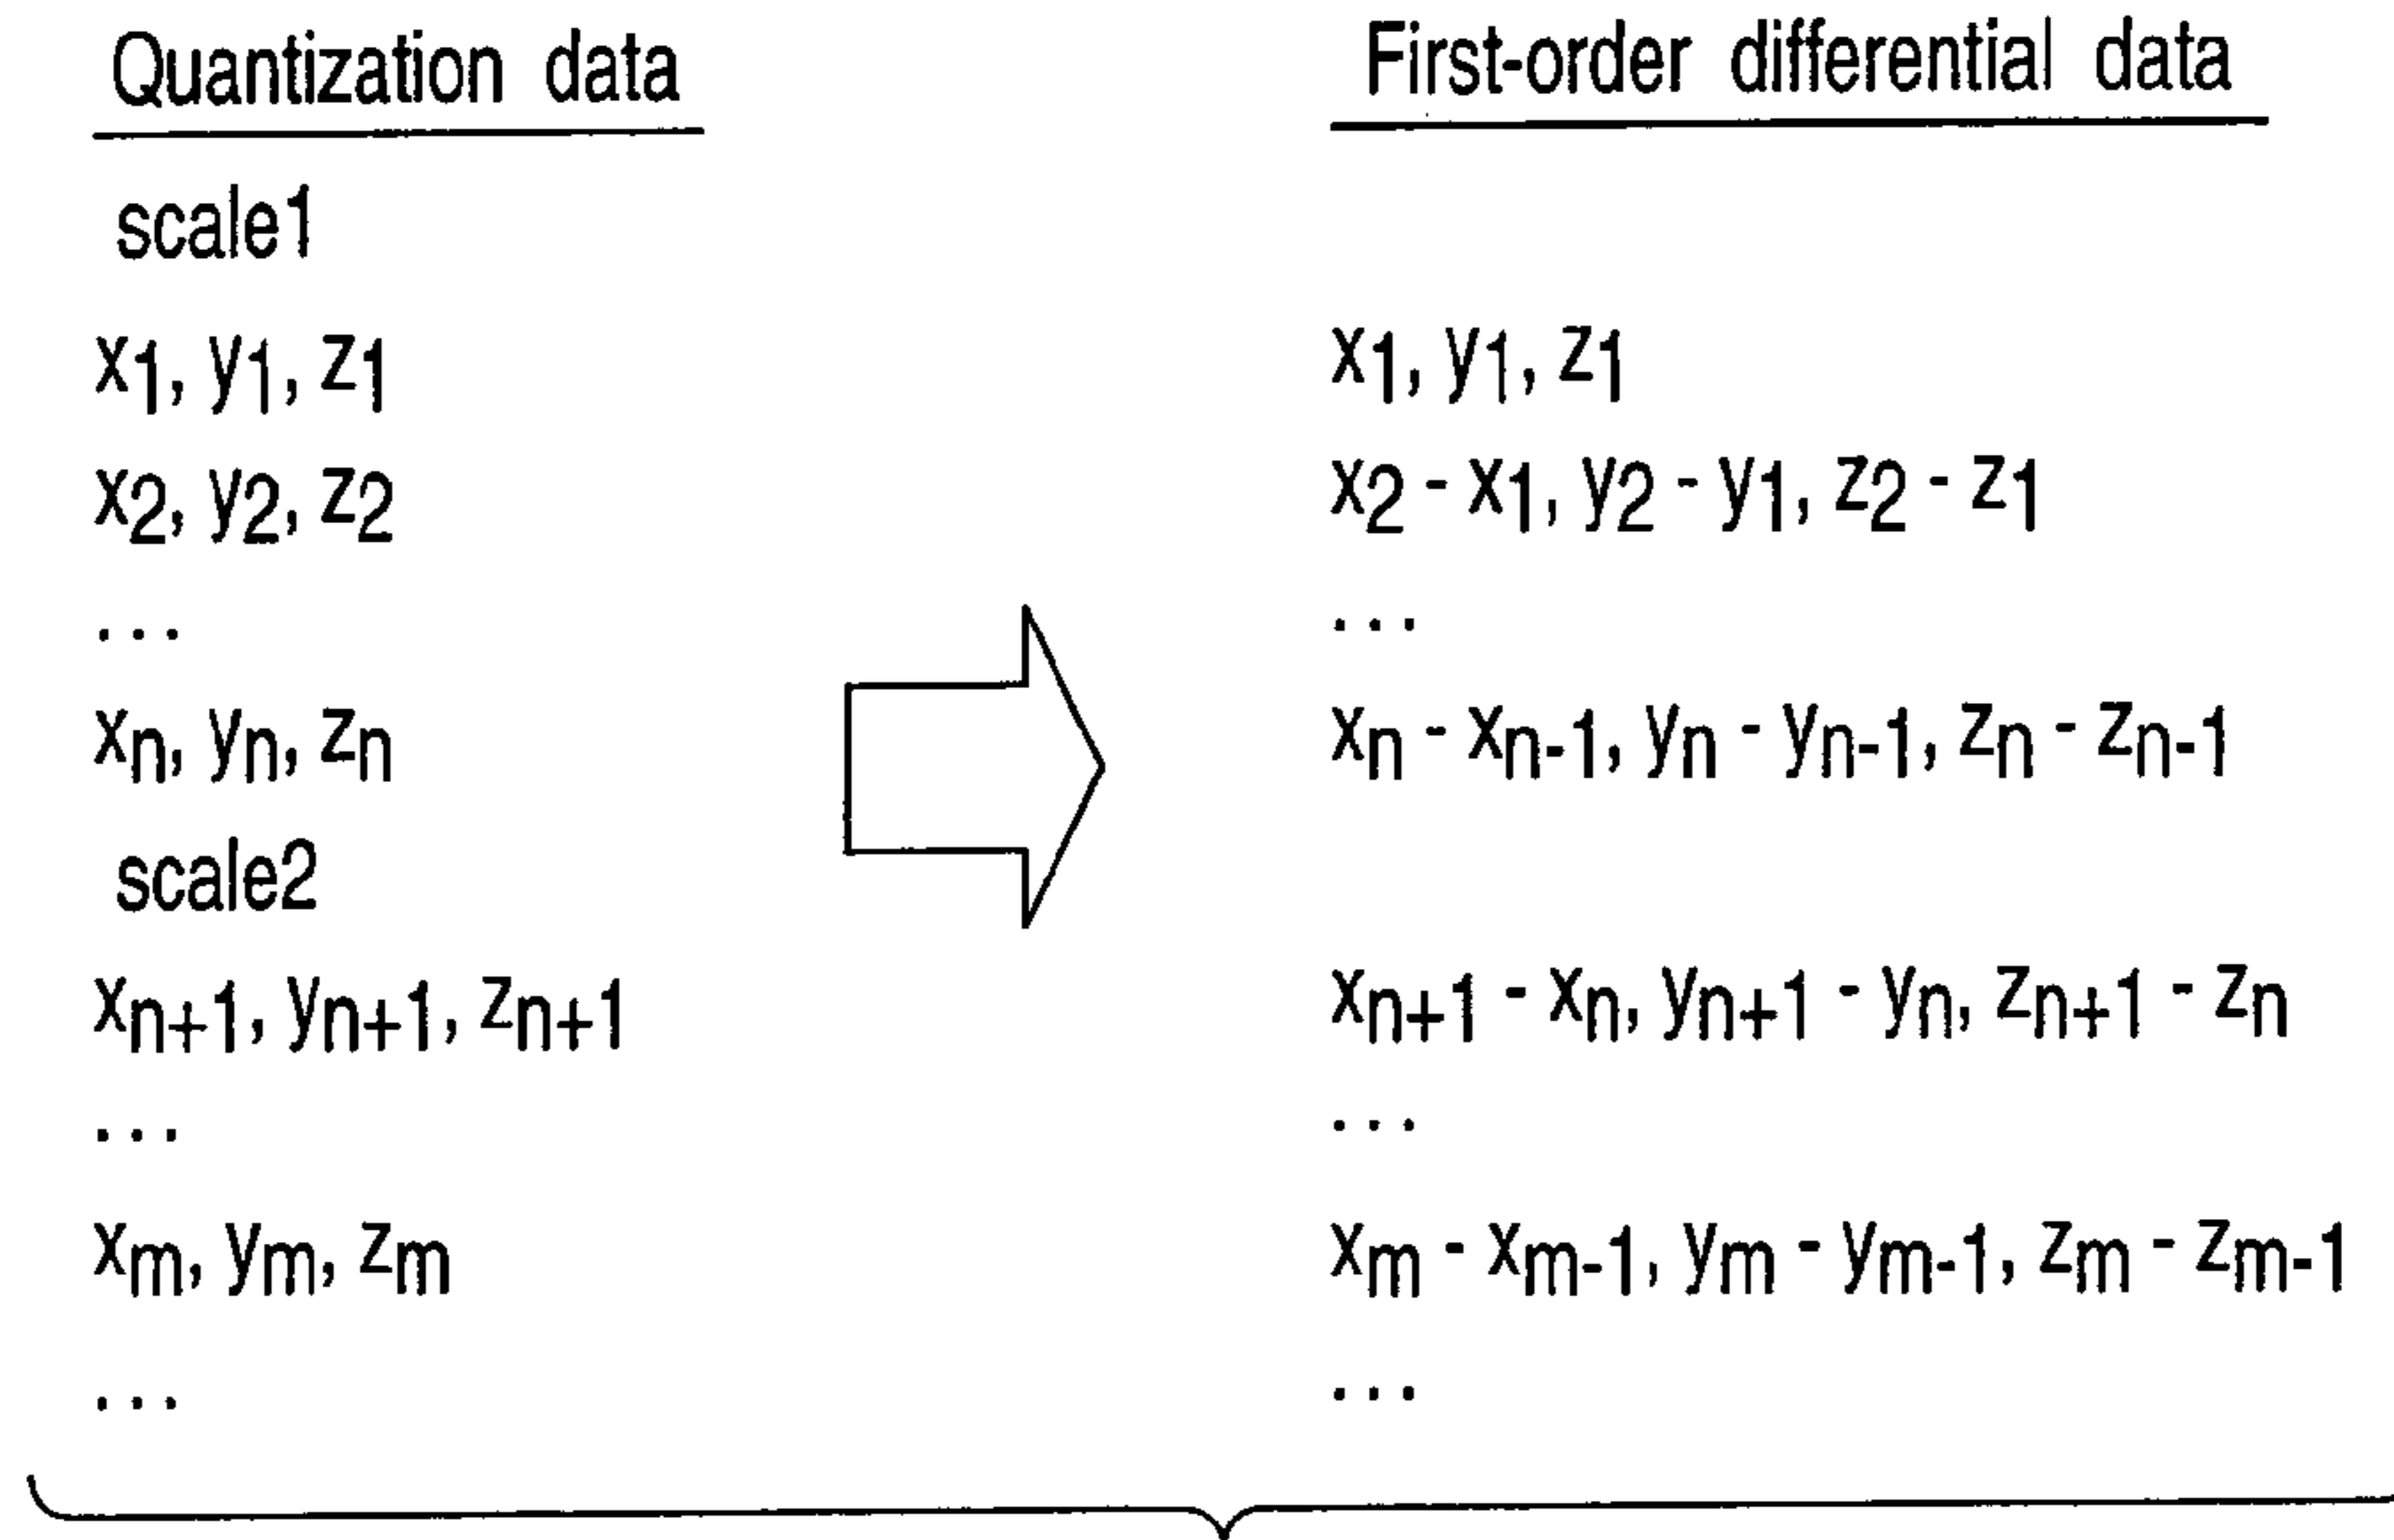 Quantization data
scale1
x1, y1, z1
x2, y2, z2
...
xn, yn, zn
scale2
xn+1, yn+1, zn+1
...
xm, ym, zm
...
First-order differential data
x1, y1, z1
x2 - x1, y2 - y1, z2 - z1
...
xn - xn-1, yn - yn-1, zn - zn-1
xn+1 - xn, yn+1 - yn, zn+1 - zn
...
xm - xm-1, ym - ym-1, zm - zm-1
...